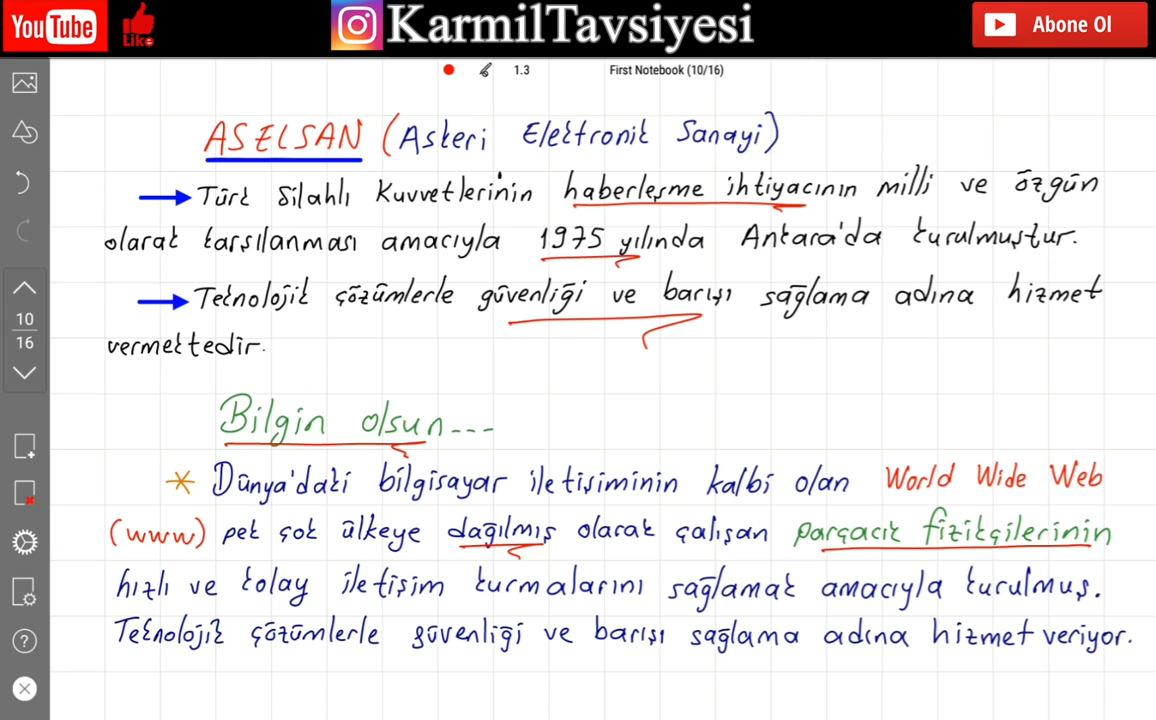 YouTube Like KarmilTavsiyesi Abone Ol
1.3 First Notebook (10/16)
ASELSAN (Askeri Elektronik Sanayi)
Türk Silahlı Kuvvetlerinin haberleşme ihtiyacının milli ve özgün
olarak karşılanması amacıyla 1975 yılında Ankara'da kurulmuştur.
Teknolojik çözümlerle güvenliği ve barışı sağlama adına hizmet
10
16
vermektedir.
Bilgin olsun...
* Dünya'daki bilgisayar iletişiminin kalbi olan World Wide Web
(www) pek çok ülkeye dağılmış olarak çalışan parçacık fizikçilerinin
hızlı ve kolay iletişim kurmalarını sağlamak amacıyla kurulmuş.
Teknolojik çözümlerle güvenliği ve barışı sağlama adına hizmet veriyor.